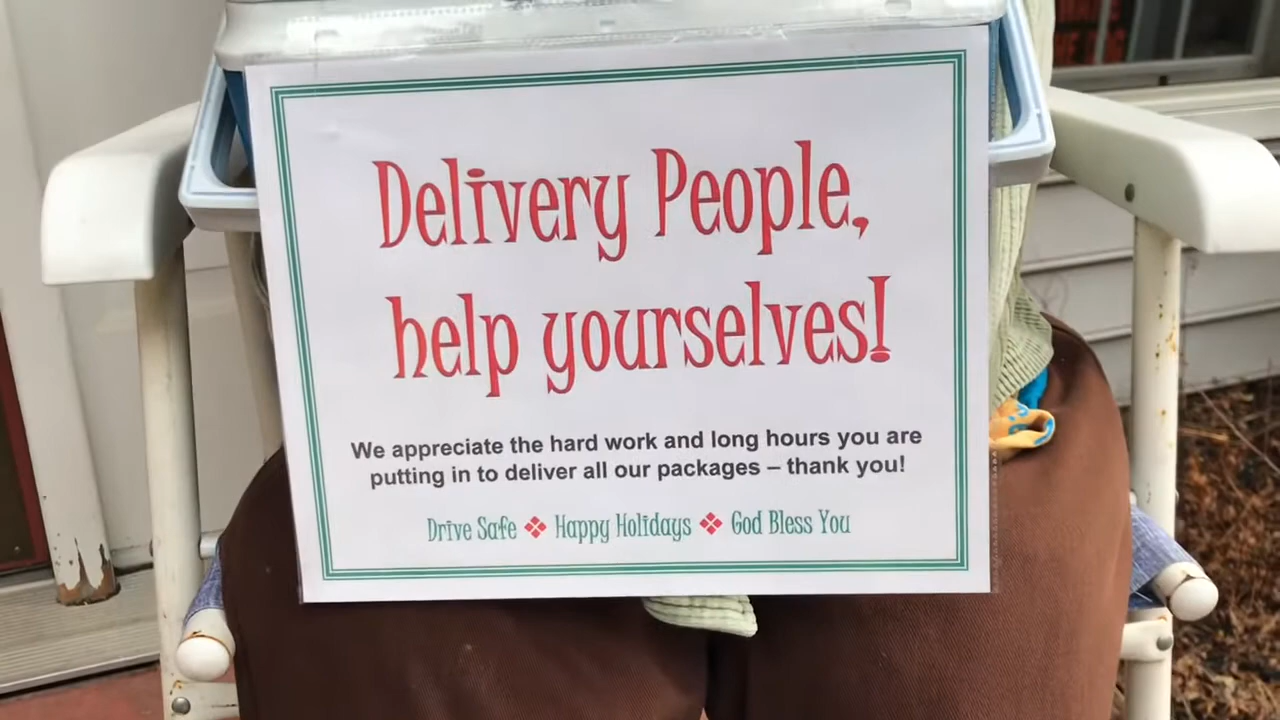 Delivery People,
help yourselves!
We appreciate the hard work and long hours you are
putting in to deliver all our packages – thank you!
Drive Safe ❖ Happy Holidays ❖ God Bless You